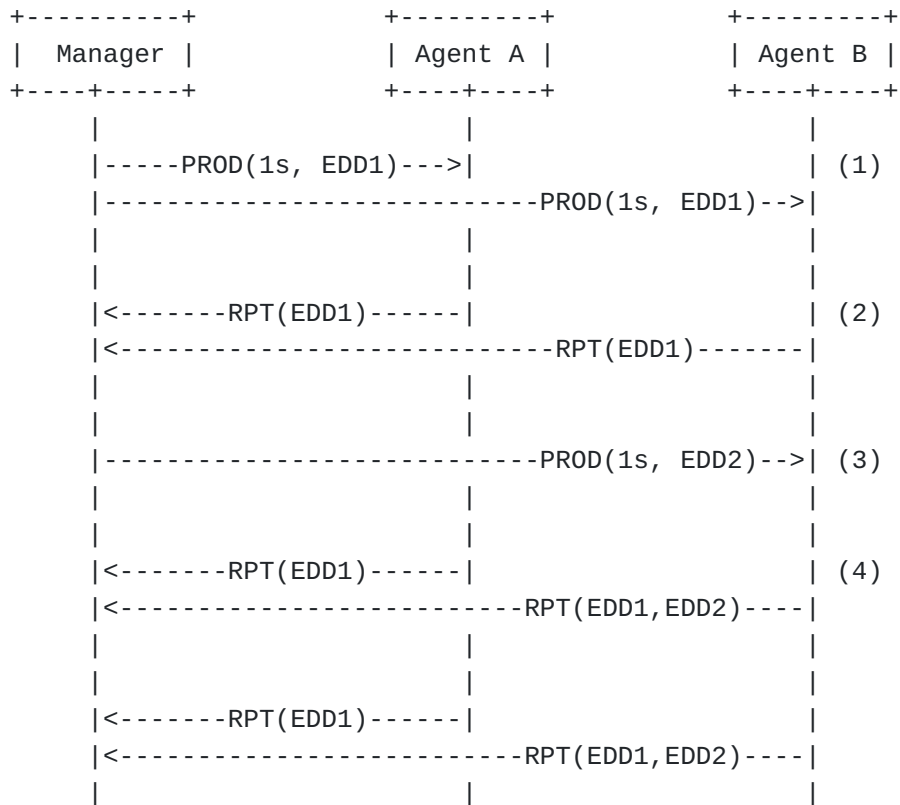 +----------+            +---------+           +---------+
|  Manager |            | Agent A |           | Agent B |
+----+-----+            +----+----+           +----+----+
     |                       |                     |
     |-----PROD(1s, EDD1)--->|                     | (1)
     |----------------------------PROD(1s, EDD1)-->|
     |                       |                     |
     |                       |                     |
     |<-------RPT(EDD1)------|                     | (2)
     |<----------------------------RPT(EDD1)-------|
     |                       |                     |
     |                       |                     |
     |----------------------------PROD(1s, EDD2)-->| (3)
     |                       |                     |
     |                       |                     |
     |<-------RPT(EDD1)------|                     | (4)
     |<--------------------------RPT(EDD1,EDD2)----|
     |                       |                     |
     |                       |                     |
     |<-------RPT(EDD1)------|                     |
     |<--------------------------RPT(EDD1,EDD2)----|
     |                       |                     |